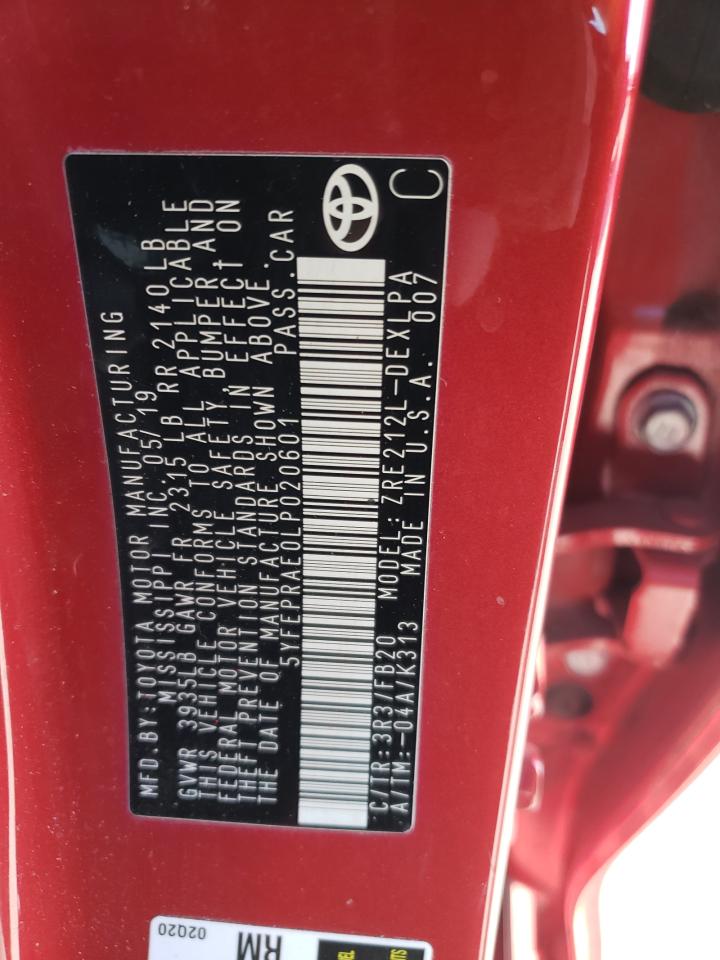 MFD.BY:TOYOTA MOTOR MANUFACTURING
MISSISSIPPI INC. 05/19
GVWR 3935LB GAWR FR 2315 LB RR 2140LB
THIS VEHICLE CONFORMS TO ALL APPLICABLE
FEDERAL MOTOR VEHICLE SAFETY, BUMPER AND
THEFT PREVENTION STANDARDS IN EFFECT ON
THE DATE OF MANUFACTURE SHOWN ABOVE.
5YFEPRAE0LP020601 PASS.CAR
C/TR:3R3/FB20 MODEL:ZRE212L-DEXLPA
A/TM:-04A/K313 MADE IN U.S.A. 007
C
02Q20
RM